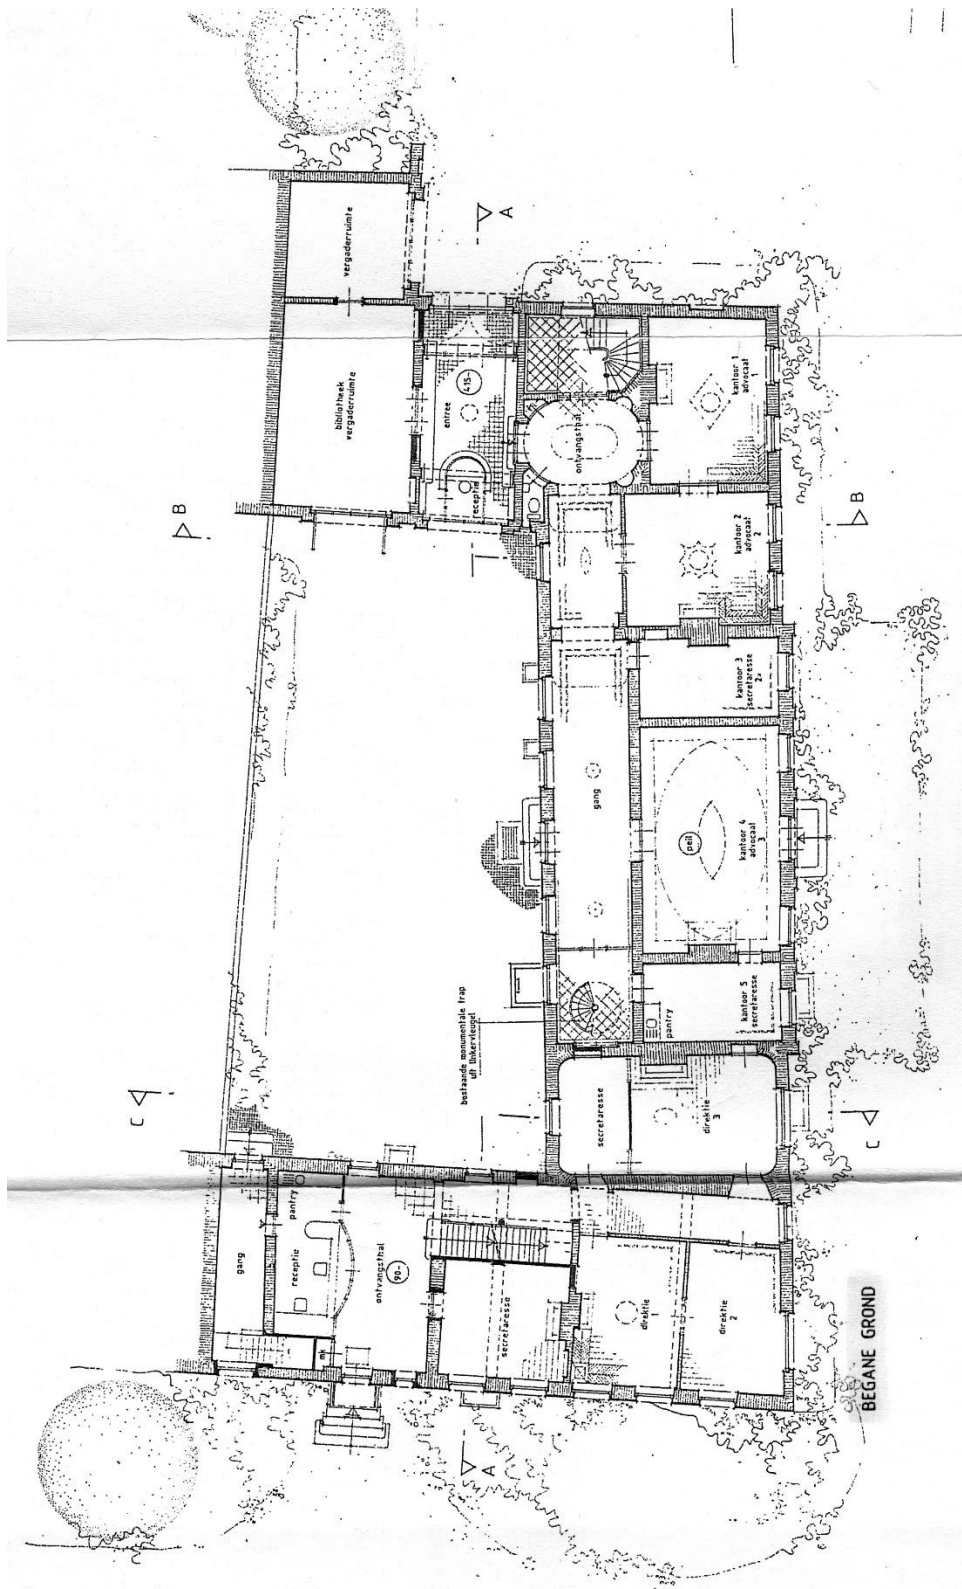 A
vergaderruimte
bibliotheek
vergaderruimte
entree
415-
receptie
ontvangsthal
kantoor 1
advocaat
1
B
B
kantoor 2
advocaat
2
kantoor 3
secretaresse
2a
gang
peil
kantoor 4
advocaat
3
kantoor 5
secretaresse
pantry
bestaande monumentale trap
uit linkervleugel
secretaresse
direktie
3
C
C
gang
pantry
receptie
ontvangsthal
90-
mk
secretaresse
direktie
1
direktie
2
A
BEGANE GROND